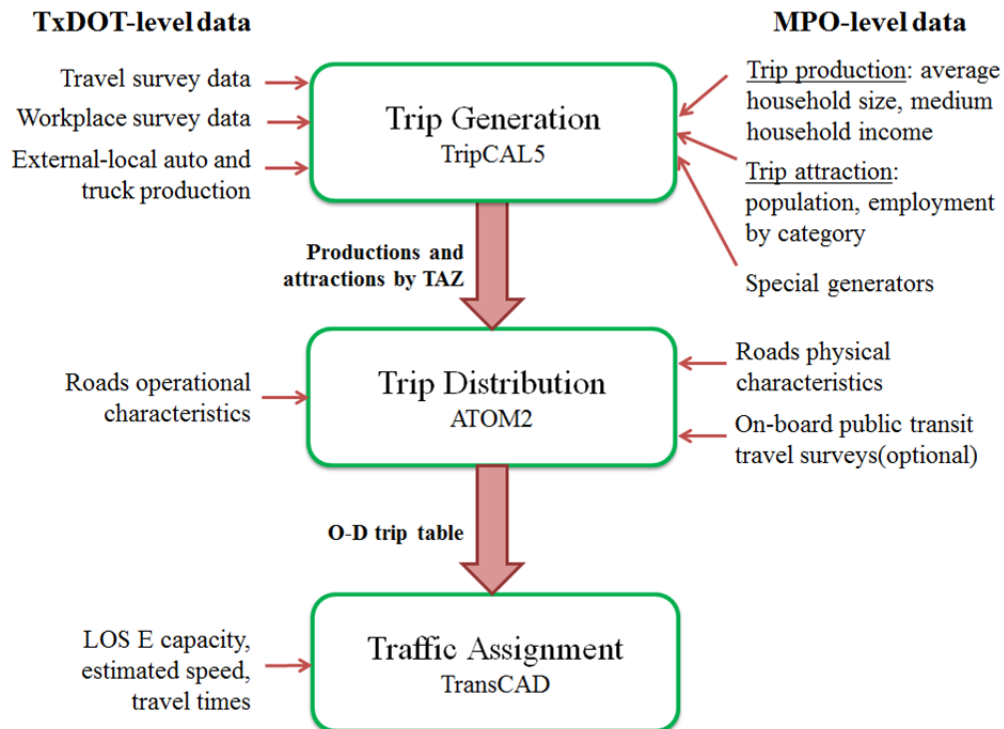 TxDOT-level data
MPO-level data
Travel survey data
Workplace survey data
External-local auto and
truck production
Trip Generation
TripCAL5
Trip production: average
household size, medium
household income
Trip attraction:
population, employment
by category
Special generators
Productions and
attractions by TAZ
Roads operational
characteristics
Trip Distribution
ATOM2
Roads physical
characteristics
On-board public transit
travel surveys(optional)
O-D trip table
LOS E capacity,
estimated speed,
travel times
Traffic Assignment
TransCAD